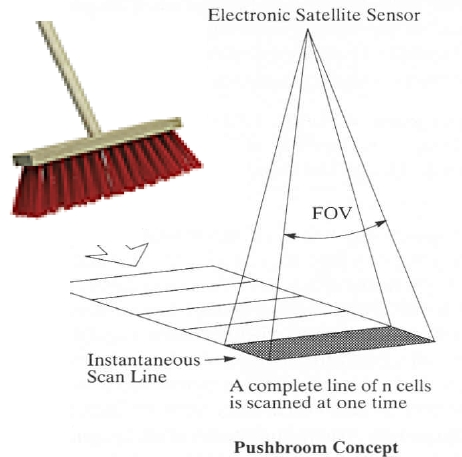 Electronic Satellite Sensor
FOV
Instantaneous
Scan Line
A complete line of n cells
is scanned at one time
Pushbroom Concept